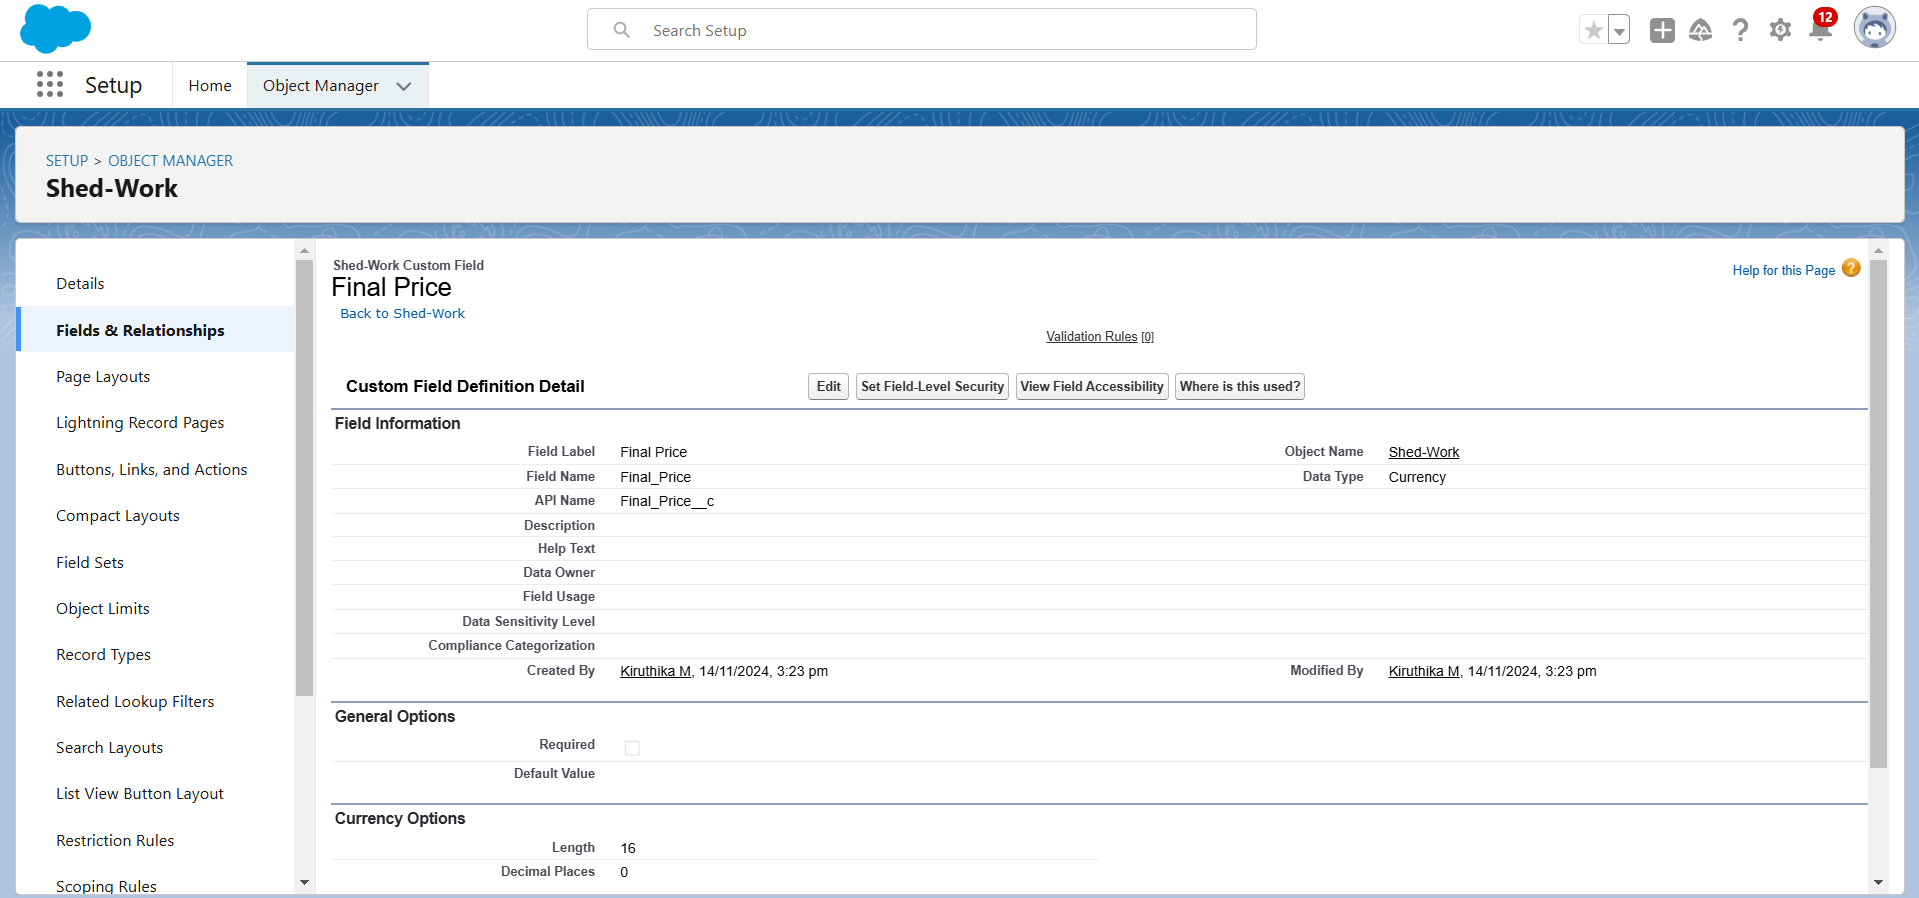 Search Setup
12
Setup
Home
Object Manager
SETUP > OBJECT MANAGER
Shed-Work
Details
Fields & Relationships
Page Layouts
Lightning Record Pages
Buttons, Links, and Actions
Compact Layouts
Field Sets
Object Limits
Record Types
Related Lookup Filters
Search Layouts
List View Button Layout
Restriction Rules
Scoping Rules
Shed-Work Custom Field
Final Price
Back to Shed-Work
Help for this Page ?
Validation Rules [0]
Custom Field Definition Detail
Edit
Set Field-Level Security
View Field Accessibility
Where is this used?
Field Information
Field Label Final Price Object Name Shed-Work
Field Name Final_Price Data Type Currency
API Name Final_Price__c
Description
Help Text
Data Owner
Field Usage
Data Sensitivity Level
Compliance Categorization
Created By Kiruthika M, 14/11/2024, 3:23 pm Modified By Kiruthika M, 14/11/2024, 3:23 pm
General Options
Required
Default Value
Currency Options
Length 16
Decimal Places 0